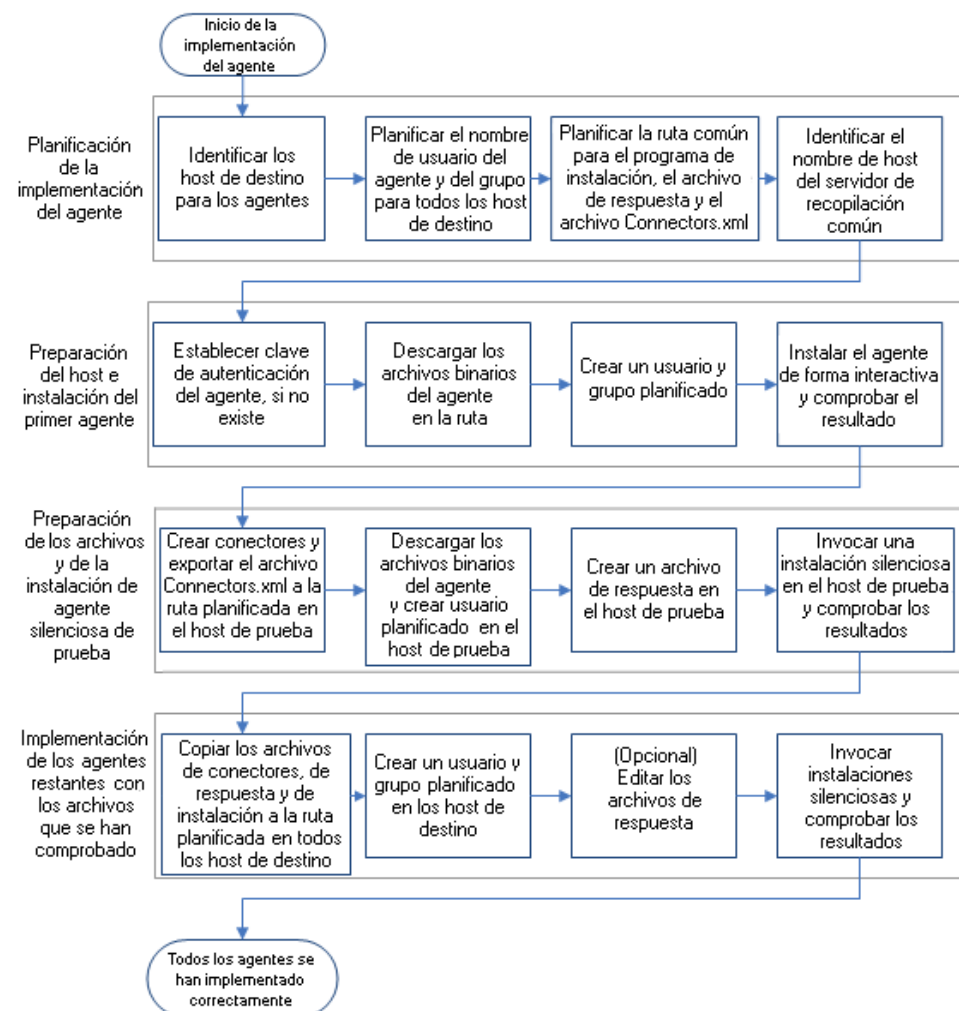 Inicio de la
implementación
del agente
Planificación
de la
implementación
del agente
Identificar los
host de destino
para los agentes
Planificar el nombre
de usuario del
agente y del grupo
para todos los host
de destino
Planificar la ruta común
para el programa de
instalación, el archivo
de respuesta y el
archivo Connectors.xml
Identificar el
nombre de host
del servidor de
recopilación
común
Preparación
del host e
instalación del
primer agente
Establecer clave
de autenticación
del agente, si no
existe
Descargar los
archivos binarios
del agente
en la ruta
Crear un usuario y
grupo planificado
Instalar el agente
de forma interactiva
y comprobar el
resultado
Preparación
de los archivos
y de la
instalación de
agente
silenciosa de
prueba
Crear conectores y
exportar el archivo
Connectors.xml a la
ruta planificada en
el host de prueba
Descargar los
archivos binarios
del agente
y crear usuario
planificado en el
host de prueba
Crear un archivo
de respuesta en
el host de prueba
Invocar una
instalación silenciosa
en el host de prueba
y comprobar los
resultados
Implementación
de los agentes
restantes con
los archivos
que se han
comprobado
Copiar los archivos
de conectores, de
respuesta y de
instalación a la ruta
planificada en todos
los host de destino
Crear un usuario y
grupo planificado
en los host de
destino
(Opcional)
Editar los
archivos de
respuesta
Invocar
instalaciones
silenciosas y
comprobar los
resultados
Todos los agentes se
han implementado
correctamente